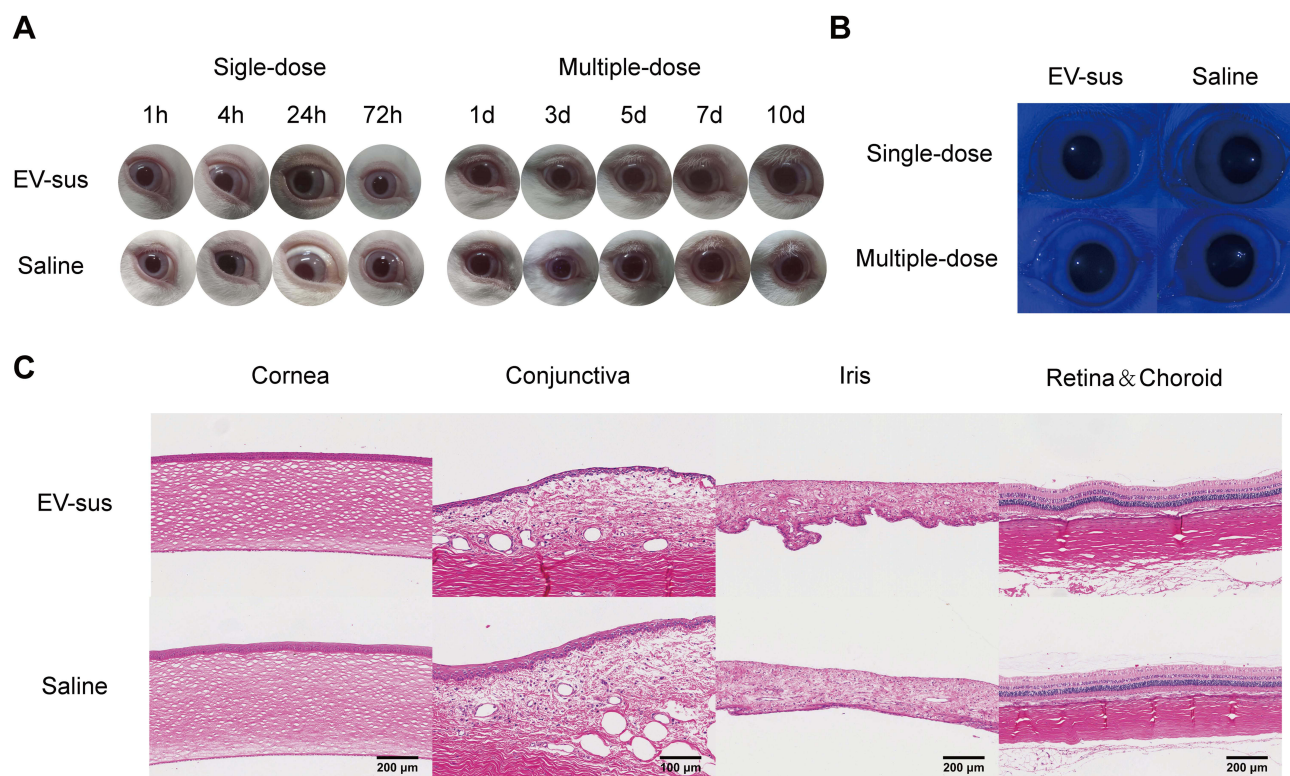 A
Sigle-dose
Multiple-dose
1h 4h 24h 72h 1d 3d 5d 7d 10d
EV-sus
Saline
B
EV-sus Saline
Single-dose
Multiple-dose
C
Cornea Conjunctiva Iris Retina & Choroid
EV-sus
Saline
200 μm 100 μm 200 μm 200 μm